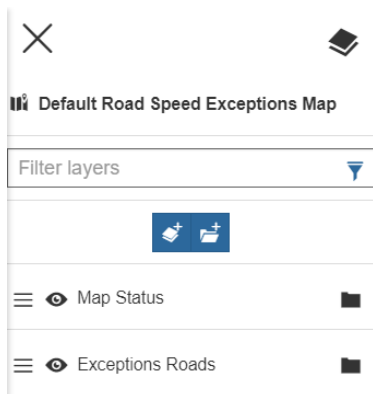 Default Road Speed Exceptions Map
Filter layers
Map Status
Exceptions Roads